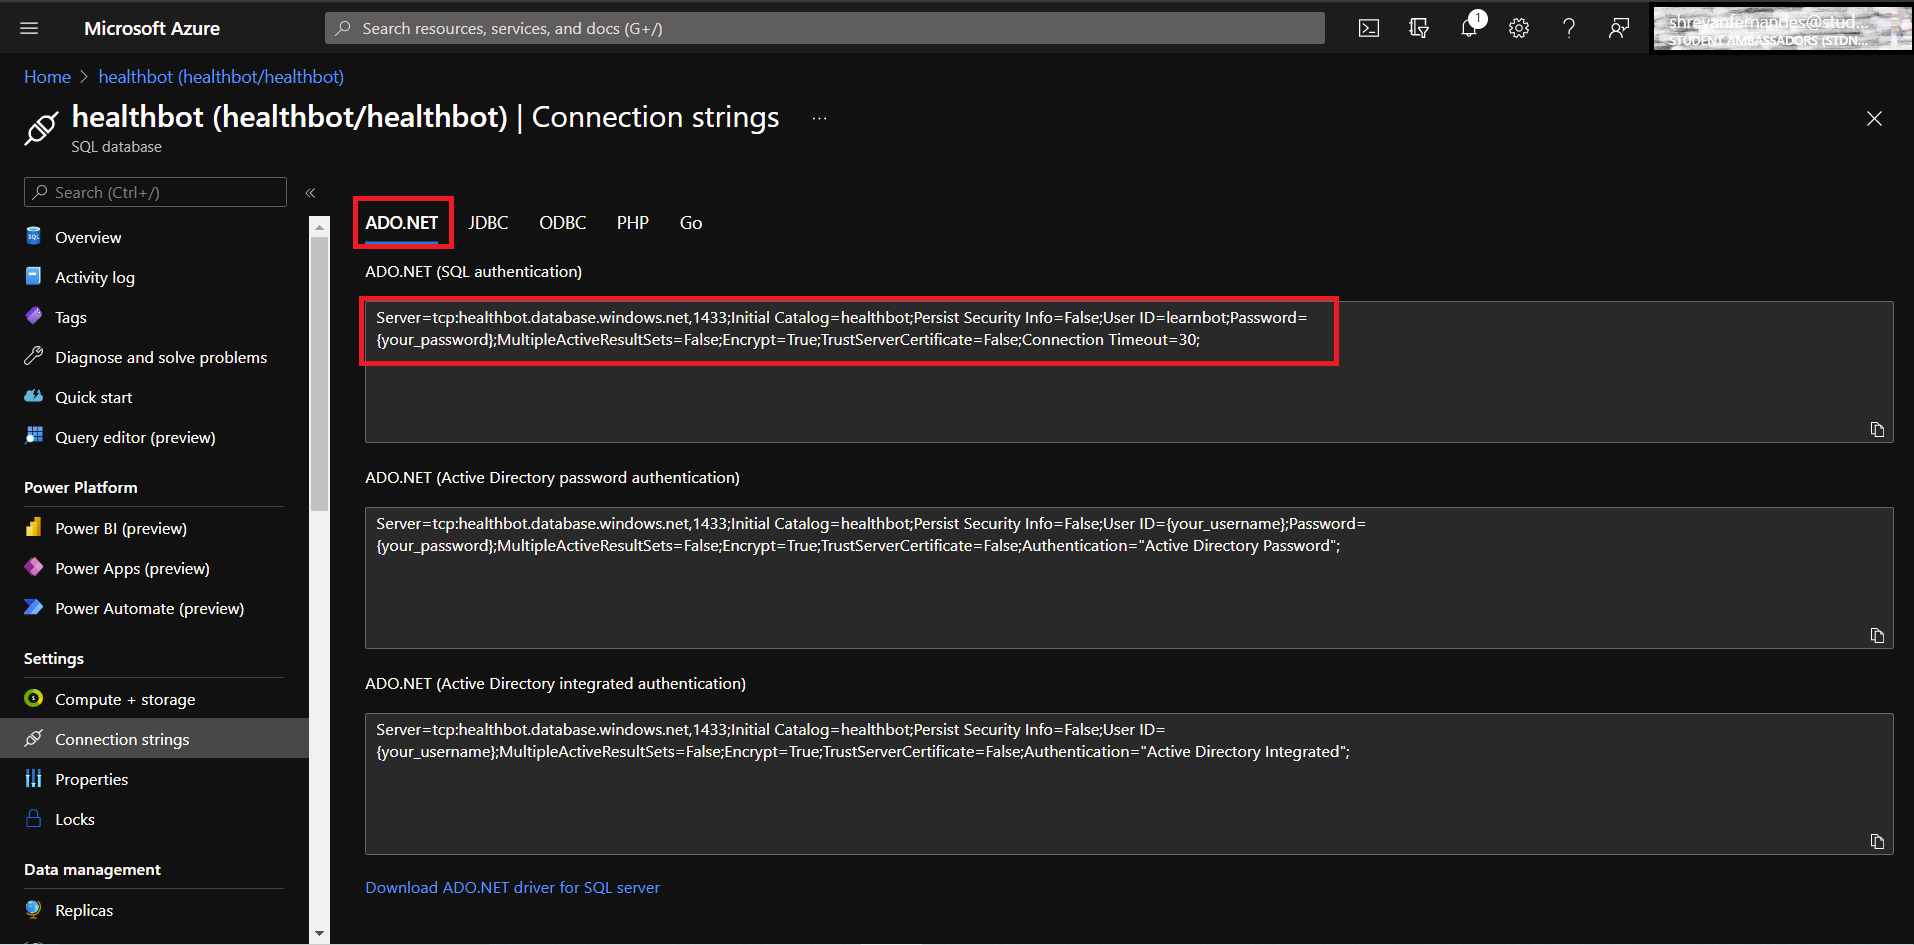 Microsoft Azure
Search resources, services, and docs (G+/)
1
shrevanfernandes@stud...
STUDENT AMBASSADORS (STDN...
Home > healthbot (healthbot/healthbot)
healthbot (healthbot/healthbot) | Connection strings ...
SQL database
Search (Ctrl+/)
«
Overview
Activity log
Tags
Diagnose and solve problems
Quick start
Query editor (preview)
Power Platform
Power BI (preview)
Power Apps (preview)
Power Automate (preview)
Settings
Compute + storage
Connection strings
Properties
Locks
Data management
Replicas
ADO.NET JDBC ODBC PHP Go
ADO.NET (SQL authentication)
Server=tcp:healthbot.database.windows.net,1433;Initial Catalog=healthbot;Persist Security Info=False;User ID=learnbot;Password=
{your_password};MultipleActiveResultSets=False;Encrypt=True;TrustServerCertificate=False;Connection Timeout=30;
ADO.NET (Active Directory password authentication)
Server=tcp:healthbot.database.windows.net,1433;Initial Catalog=healthbot;Persist Security Info=False;User ID={your_username};Password=
{your_password};MultipleActiveResultSets=False;Encrypt=True;TrustServerCertificate=False;Authentication="Active Directory Password";
ADO.NET (Active Directory integrated authentication)
Server=tcp:healthbot.database.windows.net,1433;Initial Catalog=healthbot;Persist Security Info=False;User ID=
{your_username};MultipleActiveResultSets=False;Encrypt=True;TrustServerCertificate=False;Authentication="Active Directory Integrated";
Download ADO.NET driver for SQL server